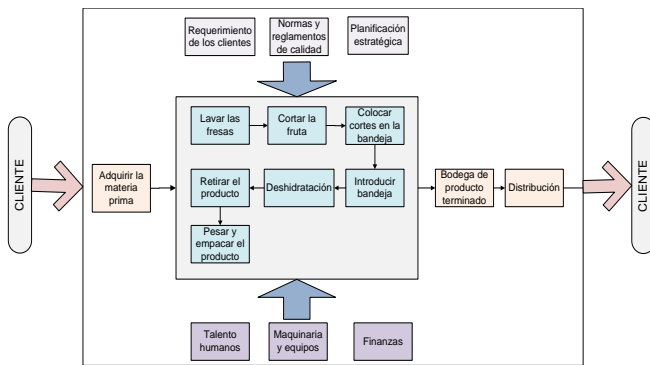 Requerimiento
de los clientes
Normas y
reglamentos
de calidad
Planificación
estratégica
CLIENTE
Adquirir la
materia
prima
Lavar las
fresas
Cortar la
fruta
Colocar
cortes en la
bandeja
Retirar el
producto
Deshidratación
Introducir
bandeja
Pesar y
empacar el
producto
Bodega de
producto
terminado
Distribución
CLIENTE
Talento
humanos
Maquinaria
y equipos
Finanzas